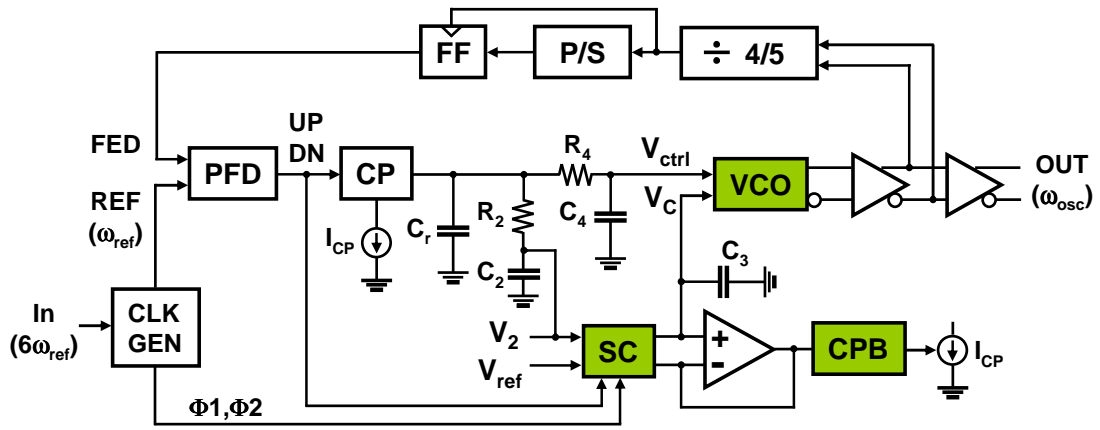 FF
P/S
÷ 4/5
FED
UP
DN
PFD
CP
R4
Vctrl
VC
VCO
OUT
(ωosc)
REF
(ωref)
ICP
Cr
R2
C2
C4
C3
In
(6ωref)
CLK
GEN
V2
Vref
SC
+
-
CPB
ICP
Φ1,Φ2